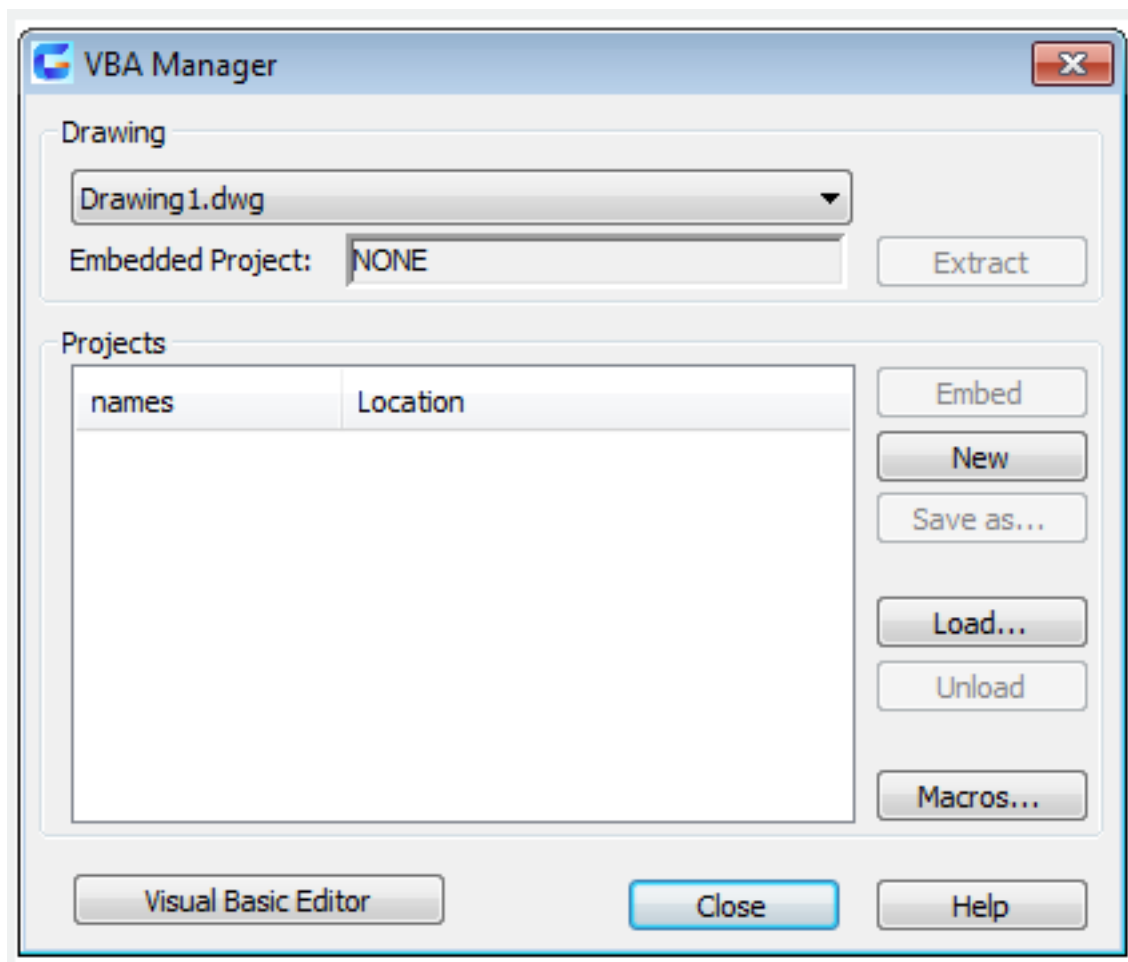 VBA Manager
Drawing
Drawing1.dwg
Embedded Project: NONE Extract
Projects
names Location
Embed
New
Save as...
Load...
Unload
Macros...
Visual Basic Editor Close Help